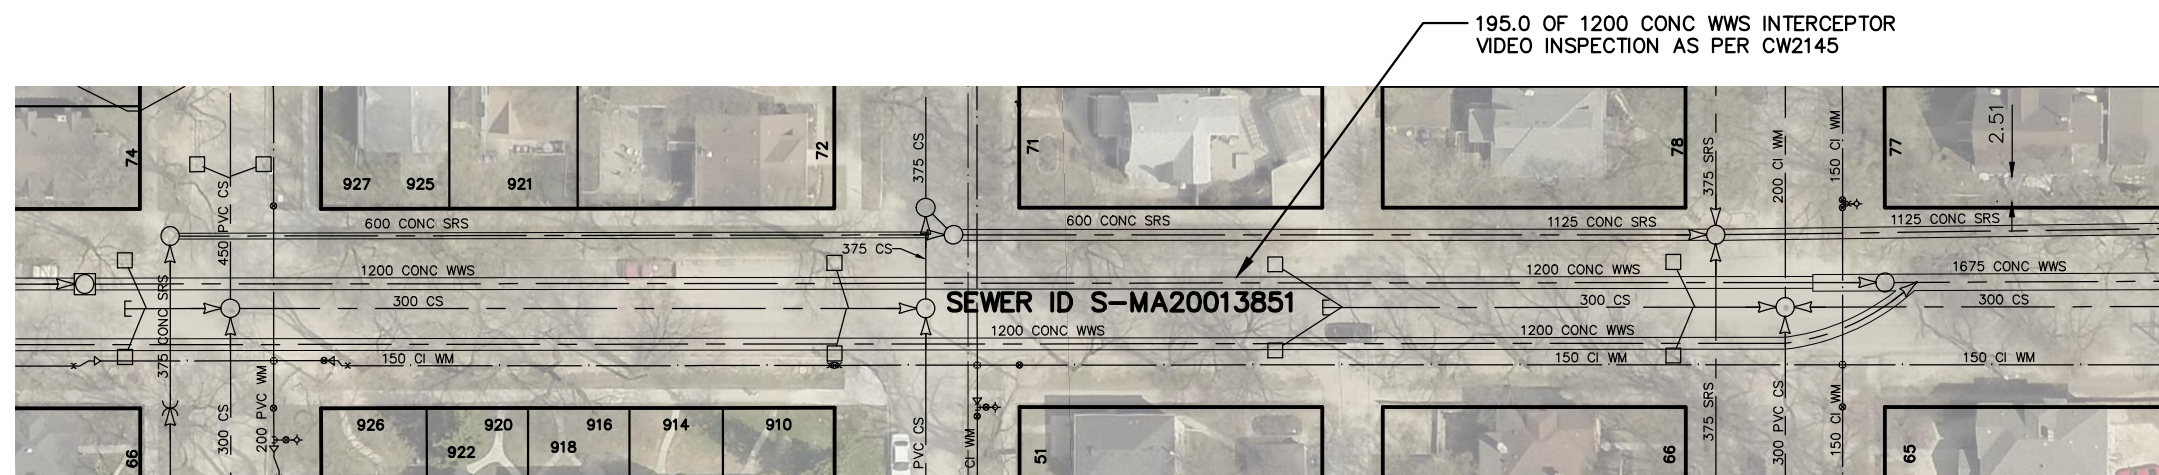 195.0 OF 1200 CONC WWS INTERCEPTOR
VIDEO INSPECTION AS PER CW2145
74
927
925
921
72
71
78
77
2.51
450 PVC CS
375 CS
375 SRS
200 CI WM
150 CI WM
600 CONC SRS
600 CONC SRS
1125 CONC SRS
1125 CONC SRS
375 CS
1200 CONC WWS
1200 CONC WWS
1675 CONC WWS
300 CS
SEWER ID S-MA20013851
300 CS
300 CS
375 CONC SRS
1200 CONC WWS
1200 CONC WWS
150 CI WM
150 CI WM
150 CI WM
300 CS
200 PVC WM
PVC CS
CI WM
375 SRS
300 PVC CS
150 CI WM
66
926
922
920
918
916
914
910
51
66
65